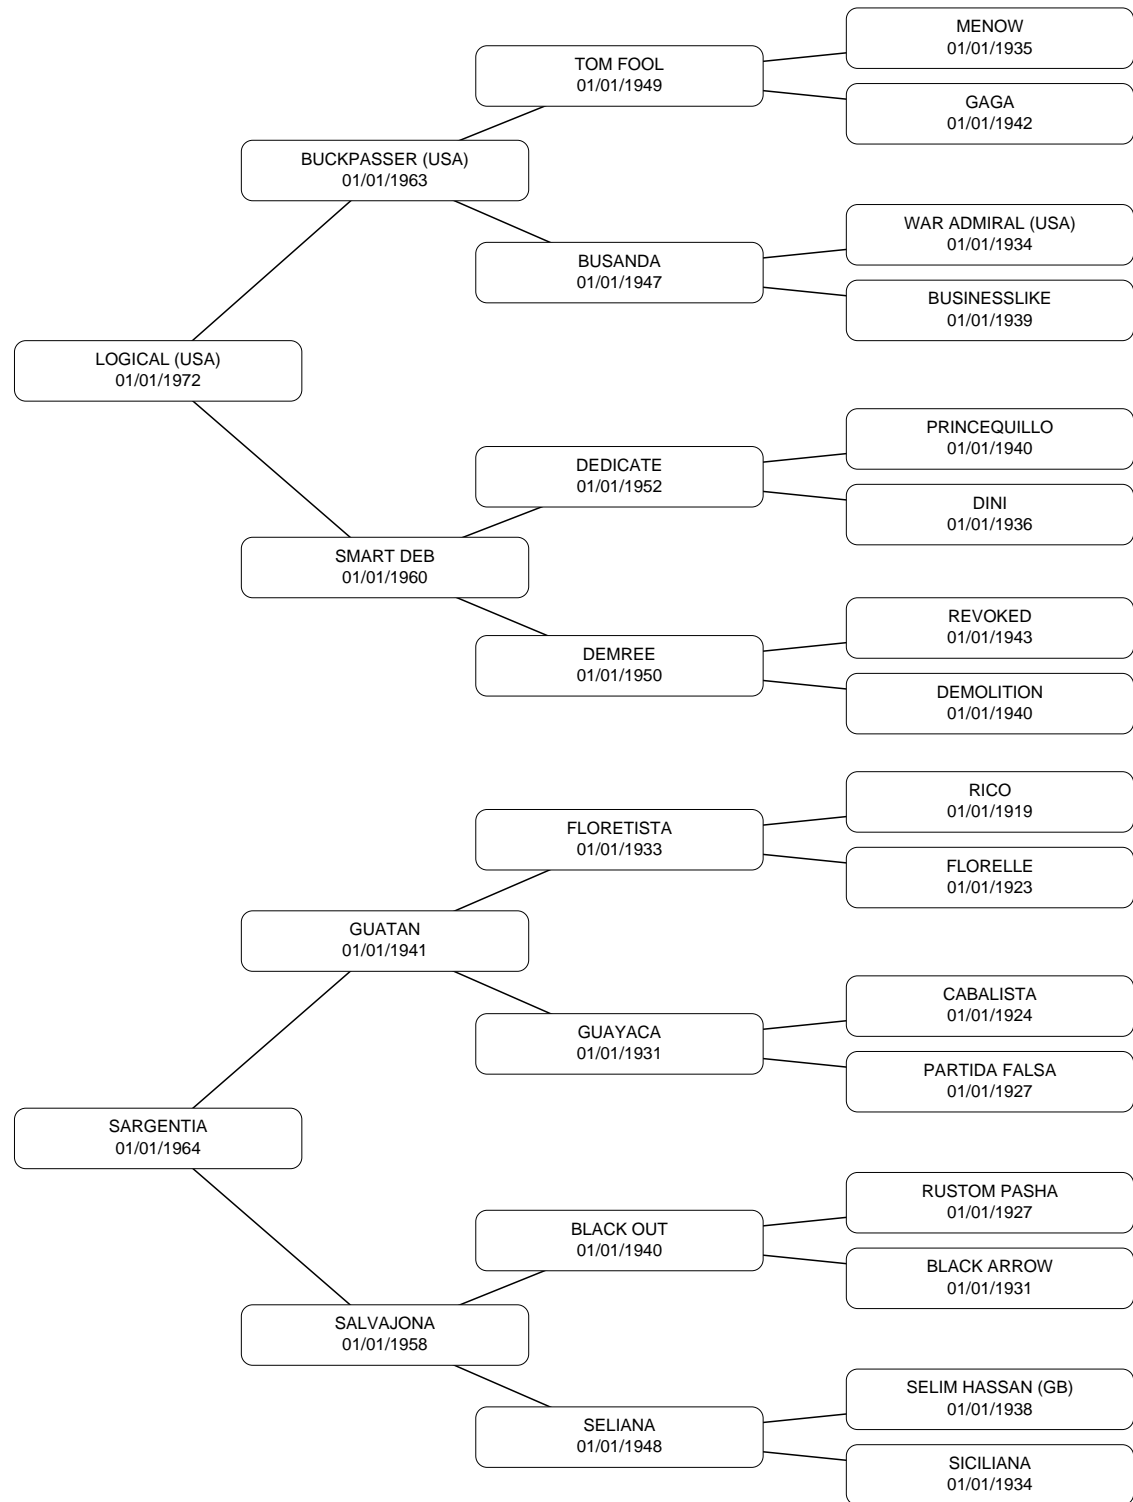 MENOW
01/01/1935
TOM FOOL
01/01/1949
GAGA
01/01/1942
BUCKPASSER (USA)
01/01/1963
WAR ADMIRAL (USA)
01/01/1934
BUSANDA
01/01/1947
BUSINESSLIKE
01/01/1939
LOGICAL (USA)
01/01/1972
PRINCEQUILLO
01/01/1940
DEDICATE
01/01/1952
DINI
01/01/1936
SMART DEB
01/01/1960
REVOKED
01/01/1943
DEMREE
01/01/1950
DEMOLITION
01/01/1940
RICO
01/01/1919
FLORETISTA
01/01/1933
FLORELLE
01/01/1923
GUATAN
01/01/1941
CABALISTA
01/01/1924
GUAYACA
01/01/1931
PARTIDA FALSA
01/01/1927
SARGENTIA
01/01/1964
RUSTOM PASHA
01/01/1927
BLACK OUT
01/01/1940
BLACK ARROW
01/01/1931
SALVAJONA
01/01/1958
SELIM HASSAN (GB)
01/01/1938
SELIANA
01/01/1948
SICILIANA
01/01/1934